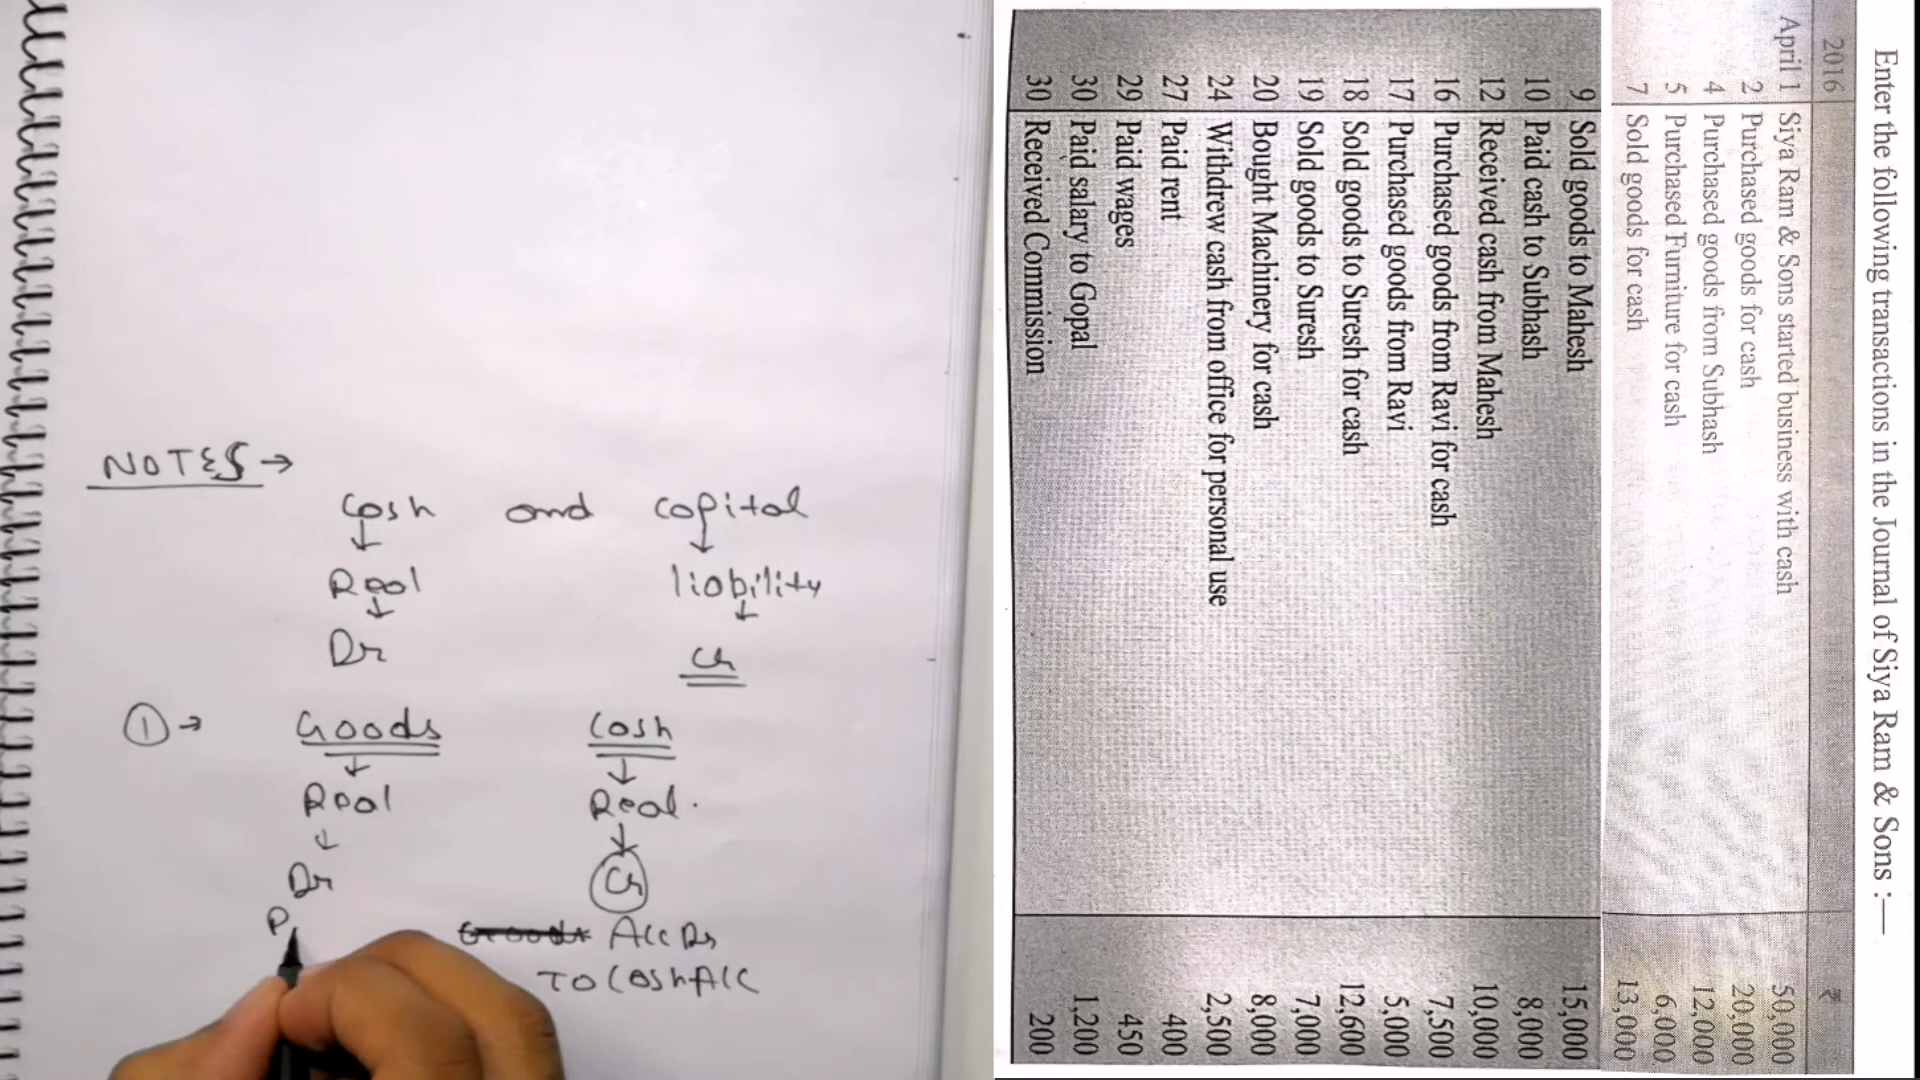 NOTES →
Cash and capital
Real liability
Dr Cr
① → Goods Cash
Real Real.
Dr Cr
P
Goods A/c Dr
To Cash A/c
Enter the following transactions in the Journal of Siya Ram & Sons :—
2016 ₹
April 1 Siya Ram & Sons started business with cash 50,000
2 Purchased goods for cash 20,000
4 Purchased goods from Subhash 12,000
5 Purchased Furniture for cash 6,000
7 Sold goods for cash 13,000
9 Sold goods to Mahesh 15,000
10 Paid cash to Subhash 8,000
12 Received cash from Mahesh 10,000
16 Purchased goods from Ravi for cash 7,500
17 Purchased goods from Ravi 5,000
18 Sold goods to Suresh for cash 12,600
19 Sold goods to Suresh 7,000
20 Bought Machinery for cash 8,000
24 Withdrew cash from office for personal use 2,500
27 Paid rent 400
29 Paid wages 450
30 Paid salary to Gopal 1,200
30 Received Commission 200